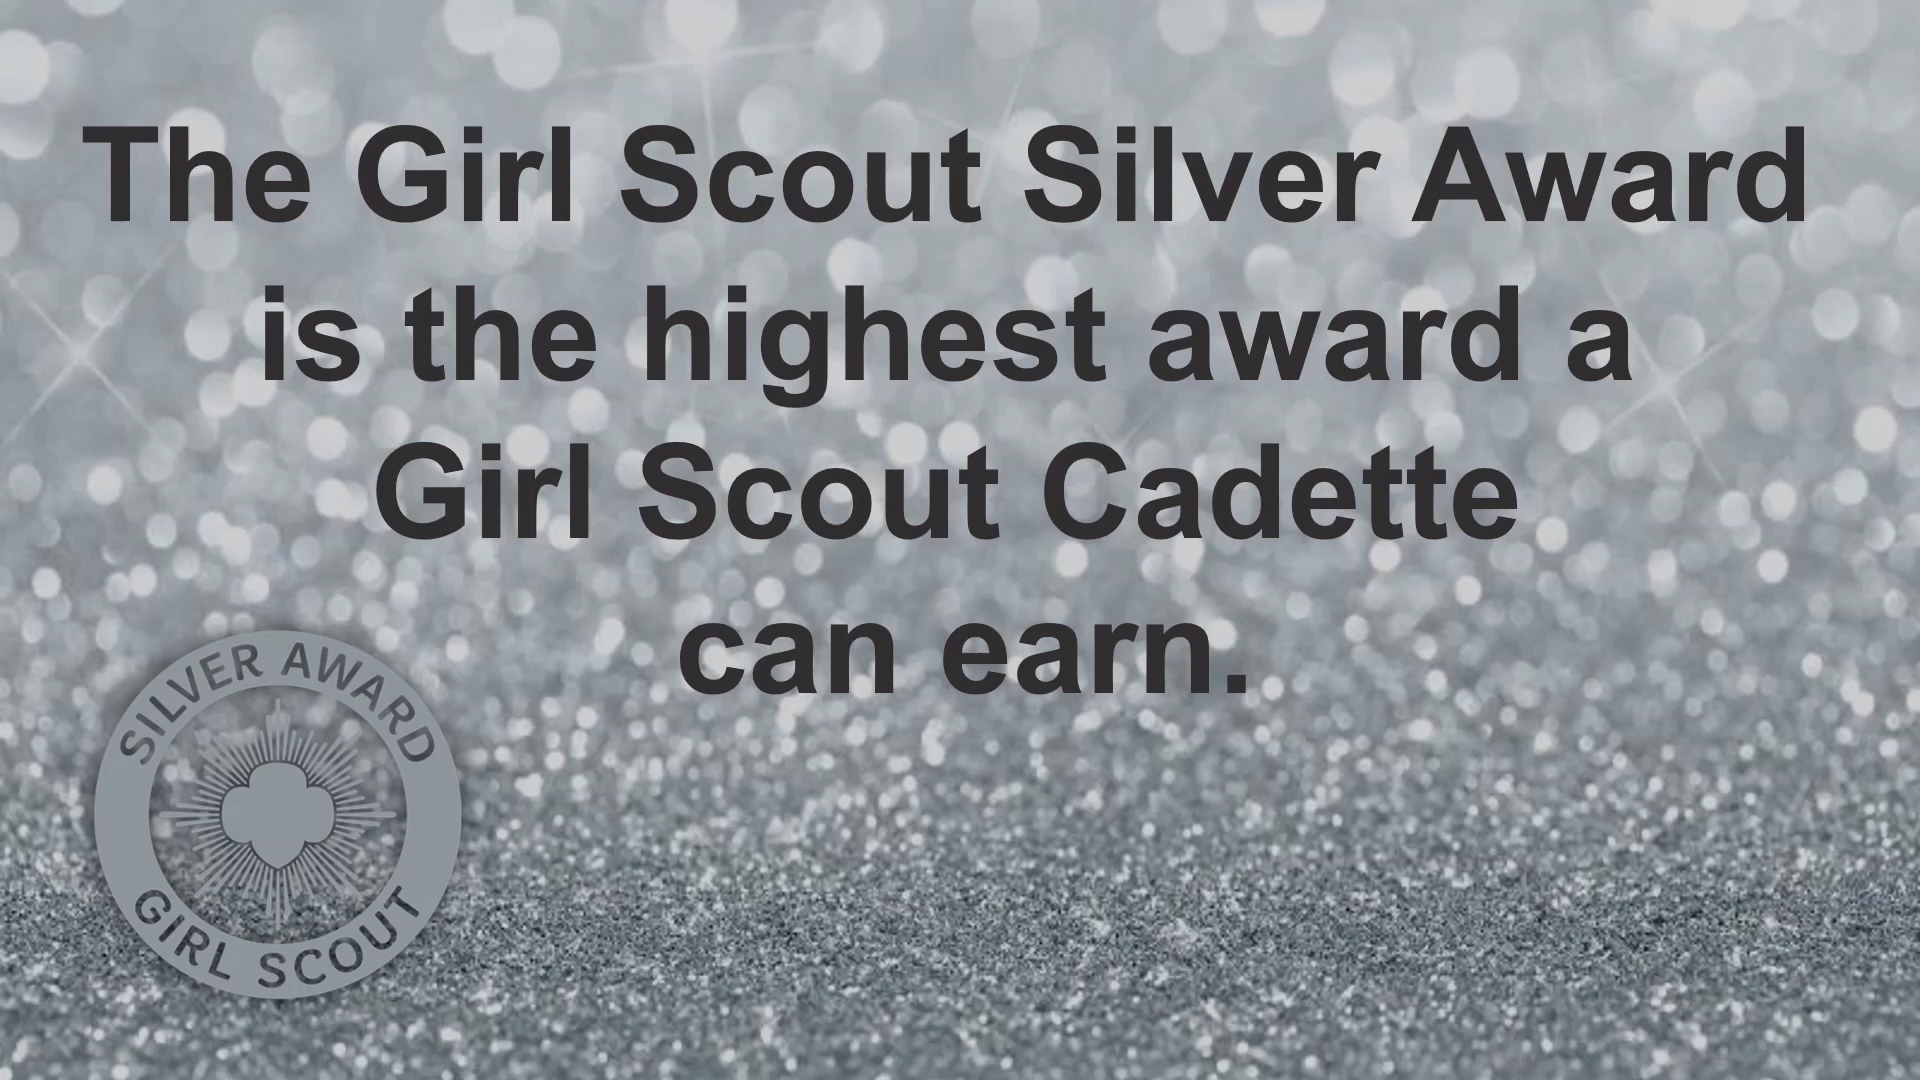 The Girl Scout Silver Award
is the highest award a
Girl Scout Cadette
can earn.
SILVER AWARD
GIRL SCOUT